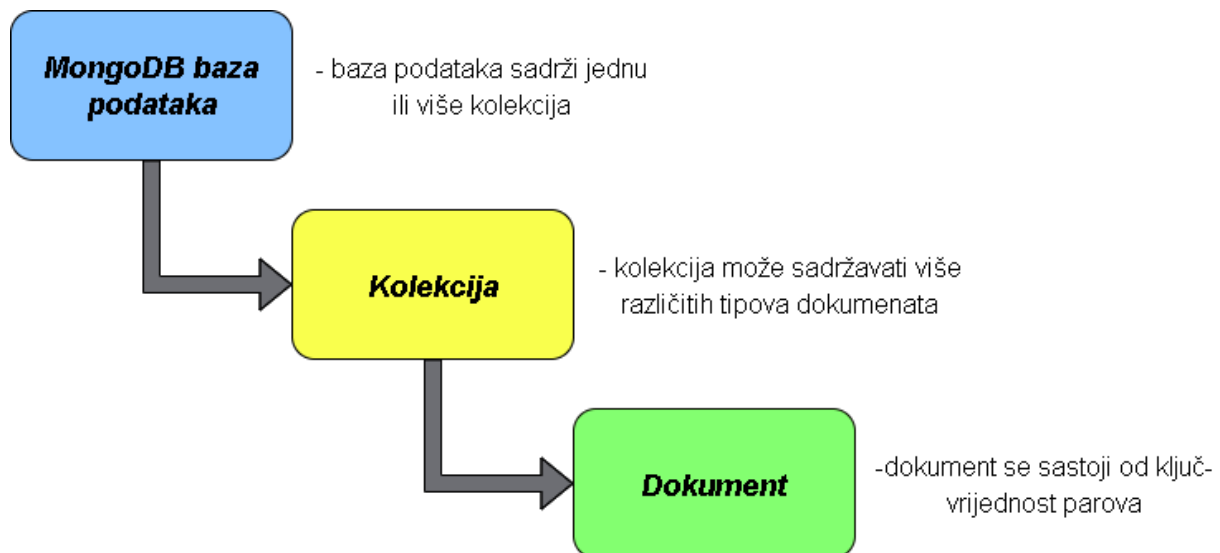 MongoDB baza
podataka
- baza podataka sadrži jednu
ili više kolekcija
Kolekcija
- kolekcija može sadržavati više
različitih tipova dokumenata
Dokument
-dokument se sastoji od ključ-
vrijednost parova